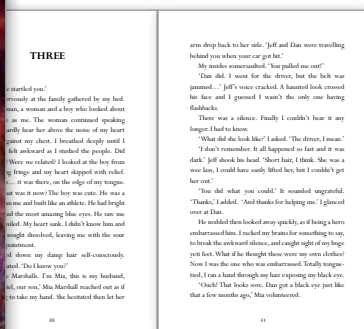 THREE
e startled you.'
ervously at the family gathered by my bed.
man, a woman and a boy who looked about
e as me. The woman continued speaking
ardly hear her above the noise of my heart
gainst my chest. I breathed deeply until I
felt awkward as I studied the people. Did
Were we related? I looked at the boy from
g fringe and my heart skipped with relief.
s… it was there, on the edge of my tongue.
at was it now? The boy was cute. He was a
n me and built like an athlete. He had bright
d the most amazing blue eyes. He saw me
miled. My heart sank. I didn't know him and
sought dissolved, leaving me with the sour
pointment.
ed down my damp hair self-consciously.
ated. 'Do I know you?'
e Marshalls. I'm Mia, this is my husband,
iel, our son,' Mia Marshall reached out as if
g to take my hand. She hesitated then let her
30
arm drop back to her side. 'Jeff and Dan were travelling
behind you when your car got hit.'
My insides somersaulted. 'You pulled me out!'
'Dan did. I went for the driver, but the belt was
jammed…' Jeff's voice cracked. A haunted look crossed
his face and I guessed I wasn't the only one having
flashbacks.
There was a silence. Finally I couldn't bear it any
longer. I had to know.
'What did she look like?' I asked. 'The driver, I mean.'
'I don't remember. It all happened so fast and it was
dark.' Jeff shook his head. 'Short hair, I think. She was a
wee lass, I could have easily lifted her, but I couldn't get
her out.'
'You did what you could.' It sounded ungrateful.
'Thanks,' I added. 'And thanks for helping me.' I glanced
over at Dan.
He nodded then looked away quickly, as if being a hero
embarrassed him. I racked my brains for something to say,
to break the awkward silence, and caught sight of my huge
yeti feet. What if he thought these were my own clothes?
Now I was the one who was embarrassed. Totally tongue-
tied, I ran a hand through my hair exposing my black eye.
'Ouch! That looks sore. Dan got a black eye just like
that a few months ago,' Mia volunteered.
31